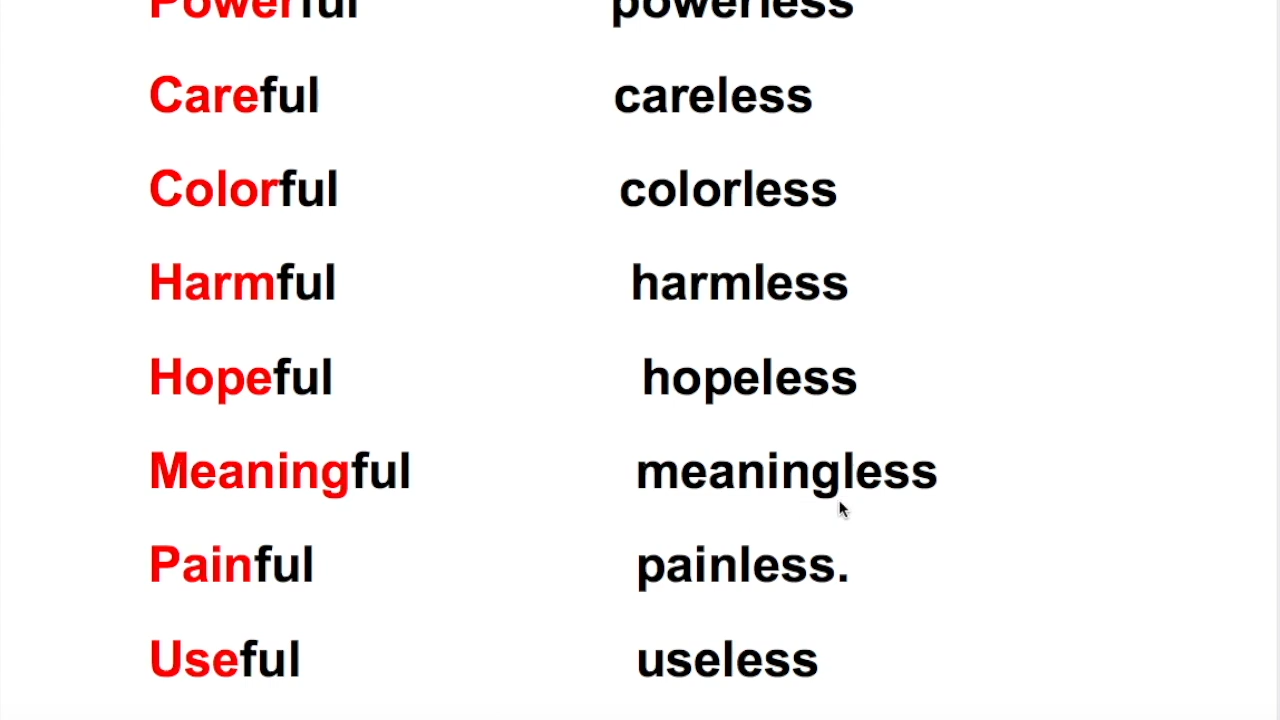 Powerful powerless
Careful careless
Colorful colorless
Harmful harmless
Hopeful hopeless
Meaningful meaningless
Painful painless.
Useful useless